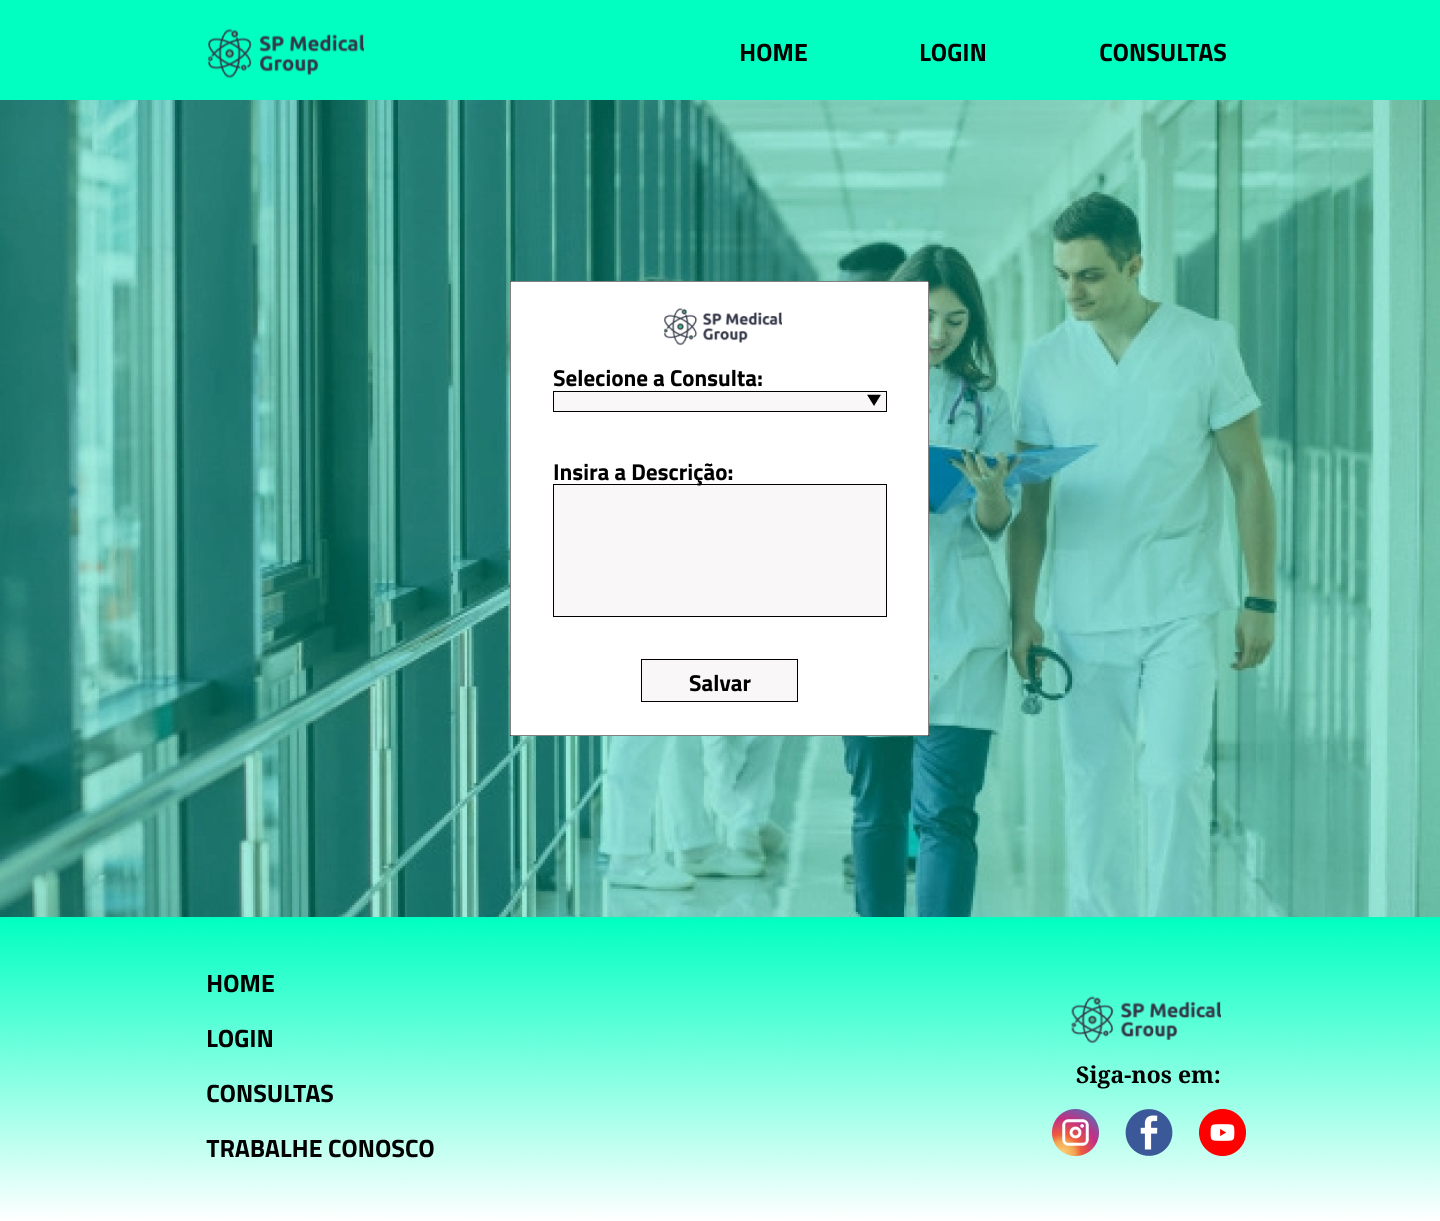 SP Medical
Group
HOME
LOGIN
CONSULTAS
SP Medical
Group
Selecione a Consulta:
Insira a Descrição:
Salvar
HOME
LOGIN
CONSULTAS
TRABALHE CONOSCO
SP Medical
Group
Siga-nos em: